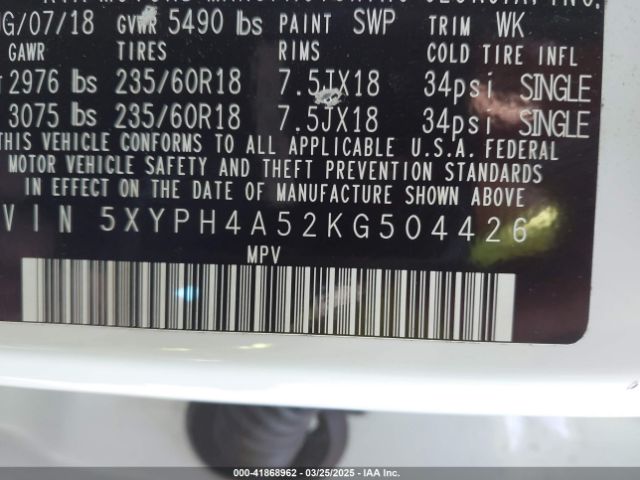 GEORGIA, INC.
UG/07/18 GVWR 5490 lbs PAINT SWP TRIM WK
GAWR TIRES RIMS COLD TIRE INFL
2976 lbs 235/60R18 7.5JX18 34psi SINGLE
3075 lbs 235/60R18 7.5JX18 34psi SINGLE
THIS VEHICLE CONFORMS TO ALL APPLICABLE U.S.A. FEDERAL
MOTOR VEHICLE SAFETY AND THEFT PREVENTION STANDARDS
IN EFFECT ON THE DATE OF MANUFACTURE SHOWN ABOVE.
VIN 5XYPH4A52KG504426
MPV
000-41868962 — 03/25/2025 — IAA Inc.